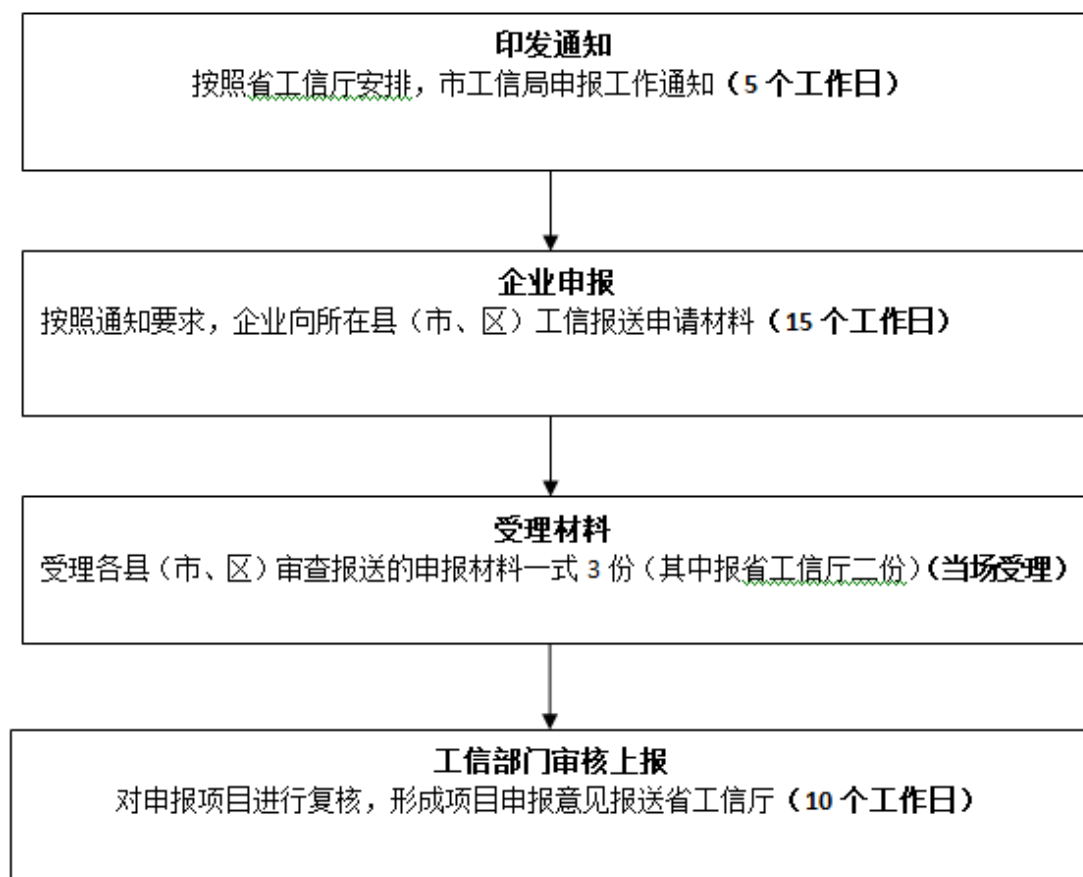 印发通知
按照省工信厅安排，市工信局申报工作通知（5 个工作日）
企业申报
按照通知要求，企业向所在县（市、区）工信报送申请材料（15 个工作日）
受理材料
受理各县（市、区）审查报送的申报材料一式 3 份（其中报省工信厅二份）（当场受理）
工信部门审核上报
对申报项目进行复核，形成项目申报意见报送省工信厅（10 个工作日）